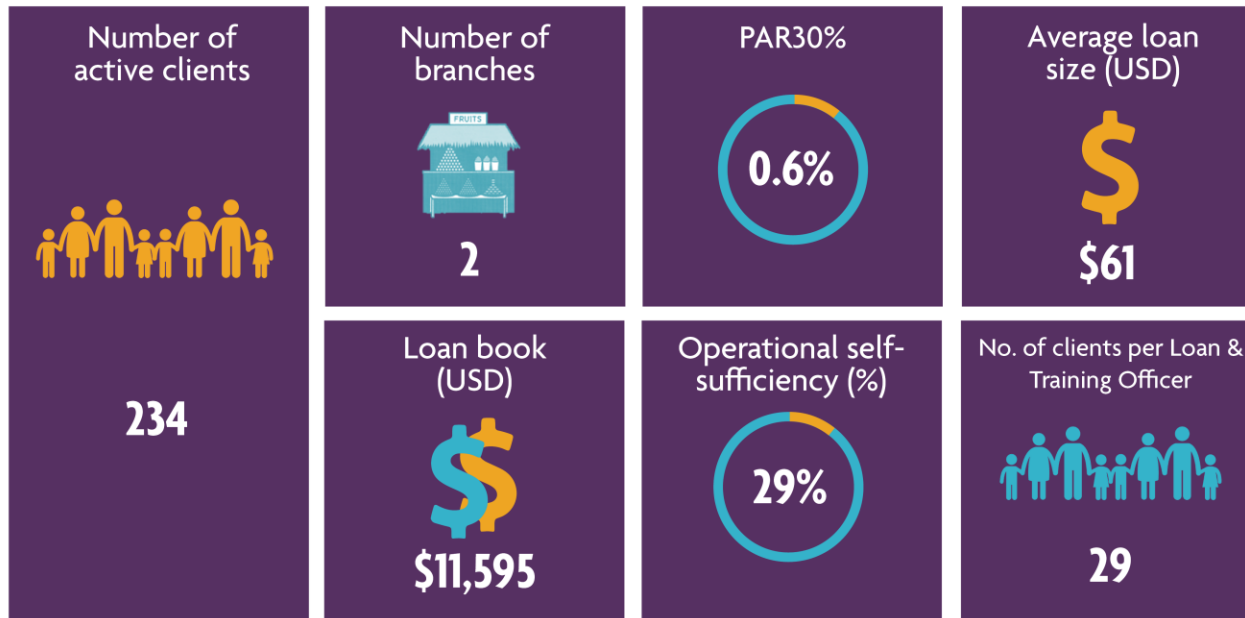 Number of
active clients
234
Number of
branches
FRUITS
2
PAR30%
0.6%
Average loan
size (USD)
$61
Loan book
(USD)
$11,595
Operational self-
sufficiency (%)
29%
No. of clients per Loan &
Training Officer
29